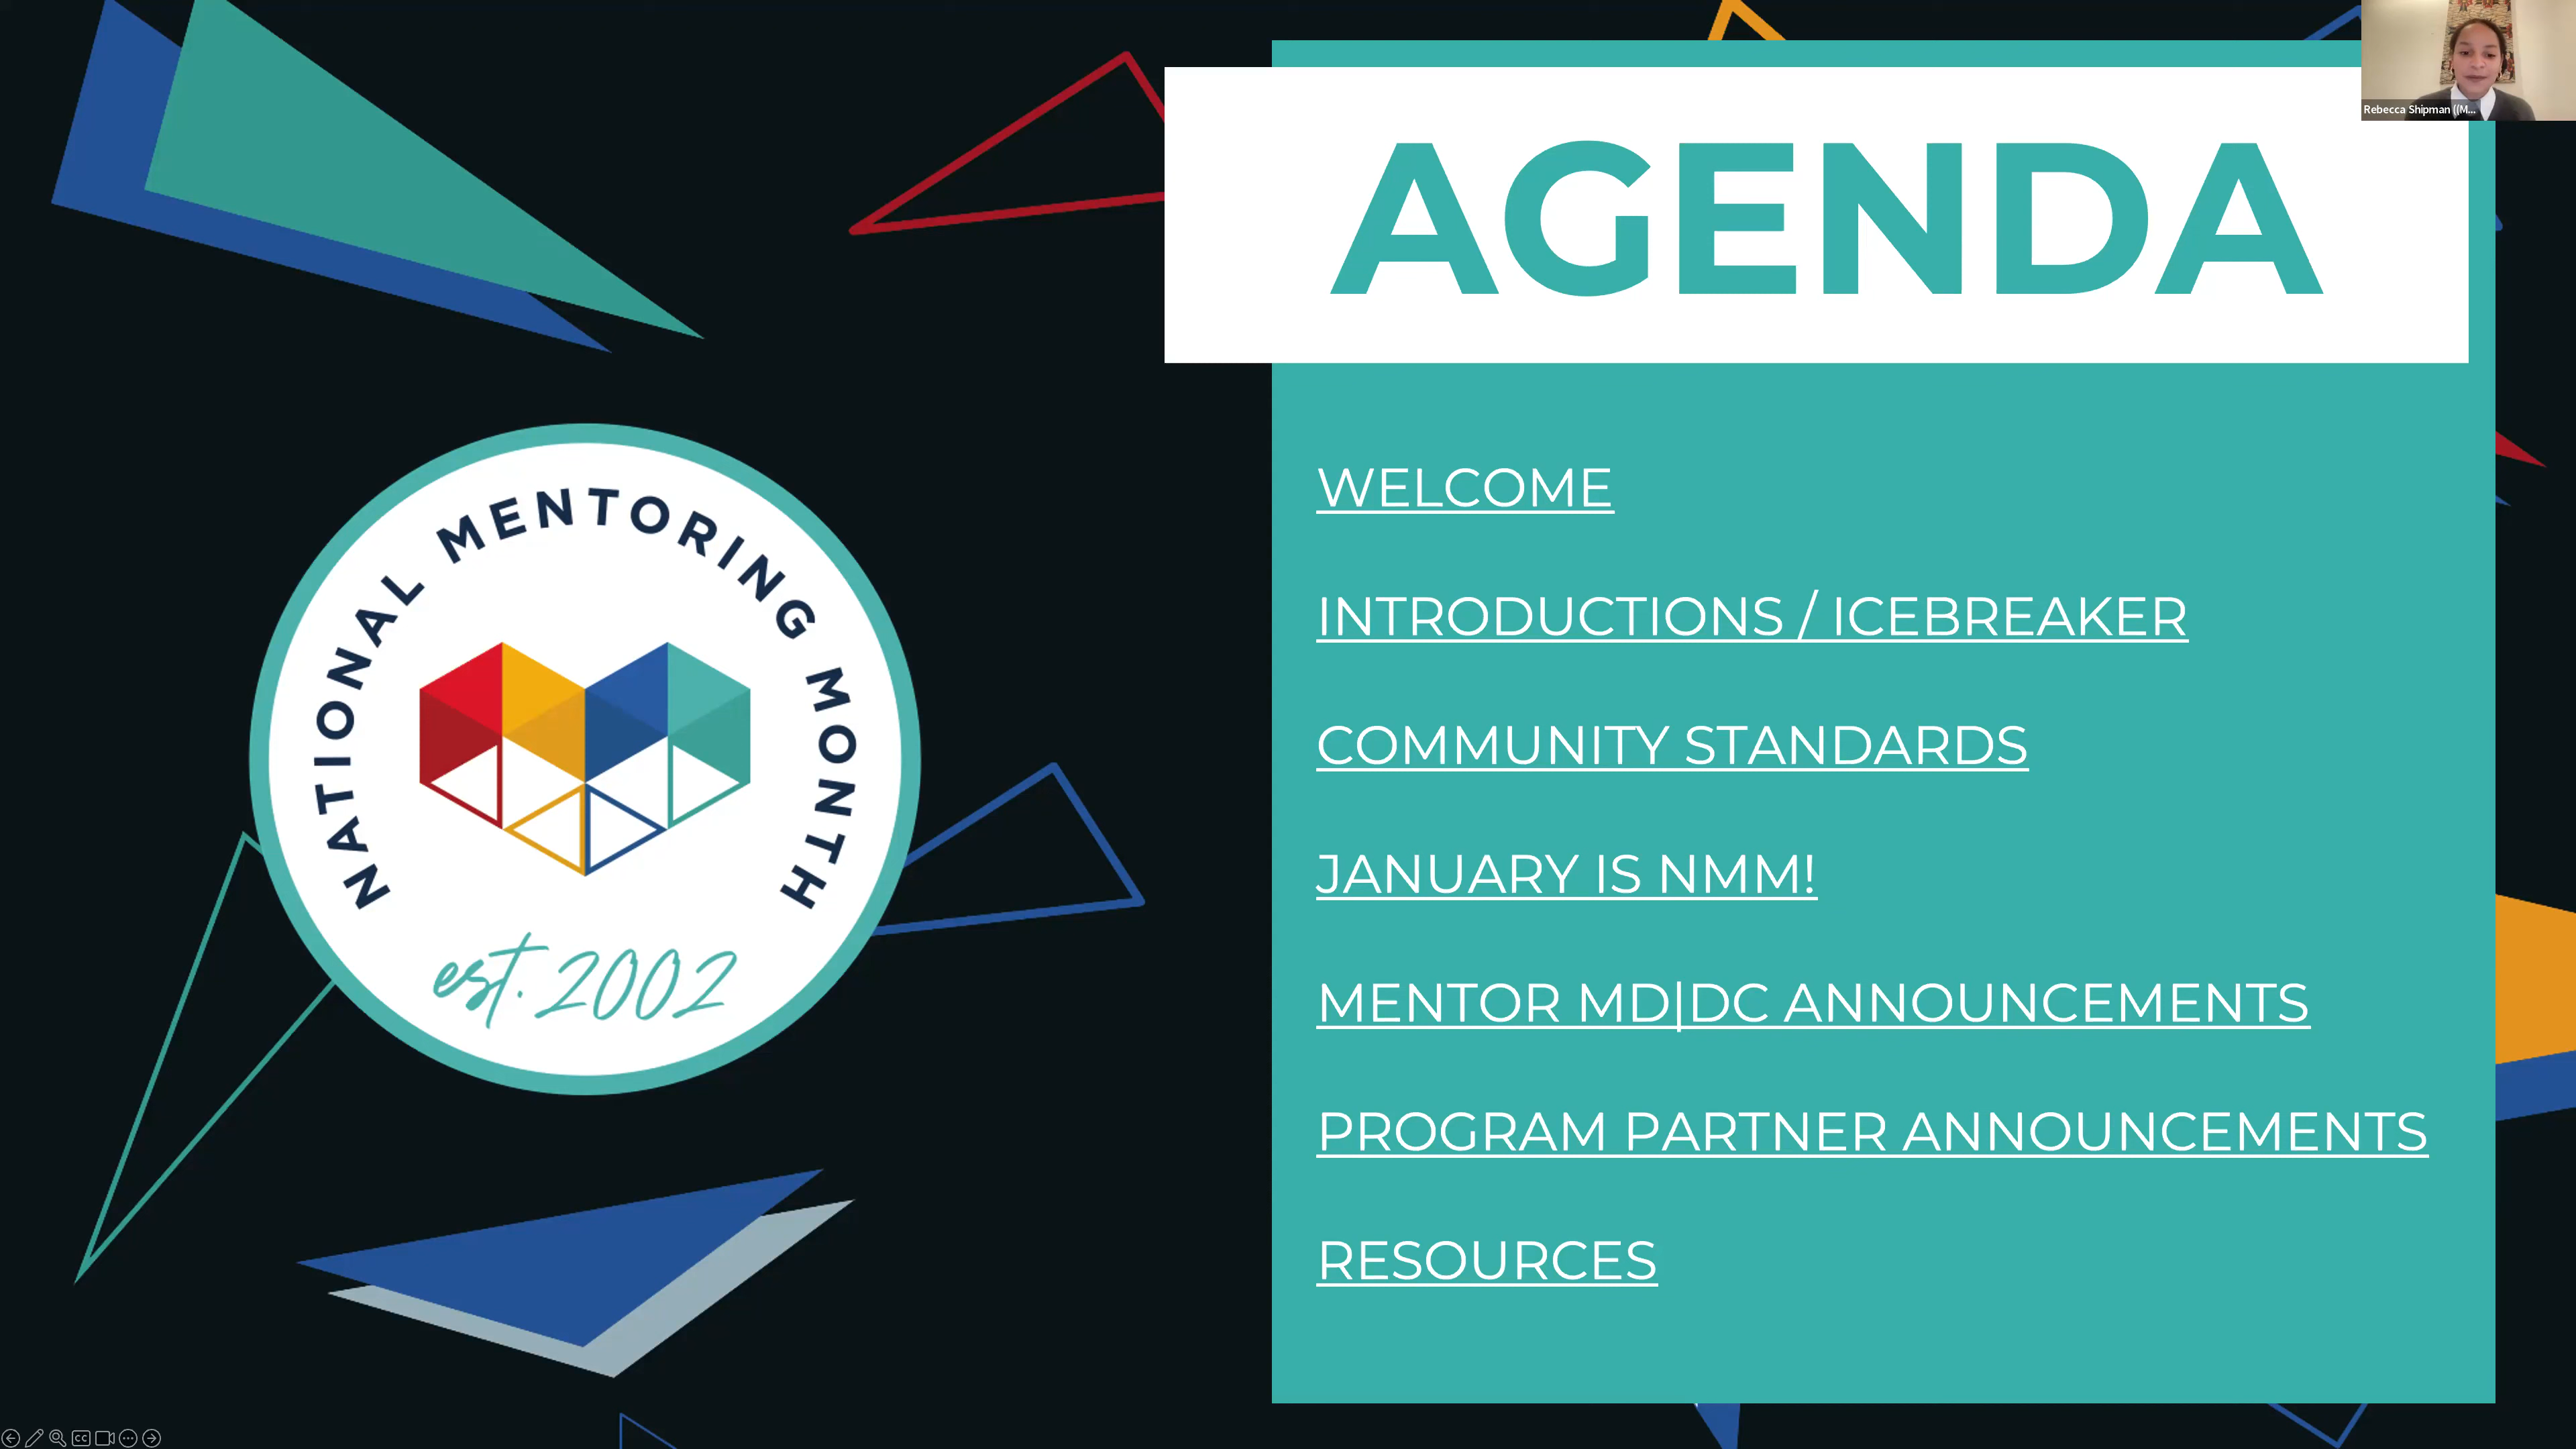 AGENDA
Rebecca Shipman ((M...
NATIONAL MENTORING MONTH
est. 2002
WELCOME
INTRODUCTIONS / ICEBREAKER
COMMUNITY STANDARDS
JANUARY IS NMM!
MENTOR MD|DC ANNOUNCEMENTS
PROGRAM PARTNER ANNOUNCEMENTS
RESOURCES
CC